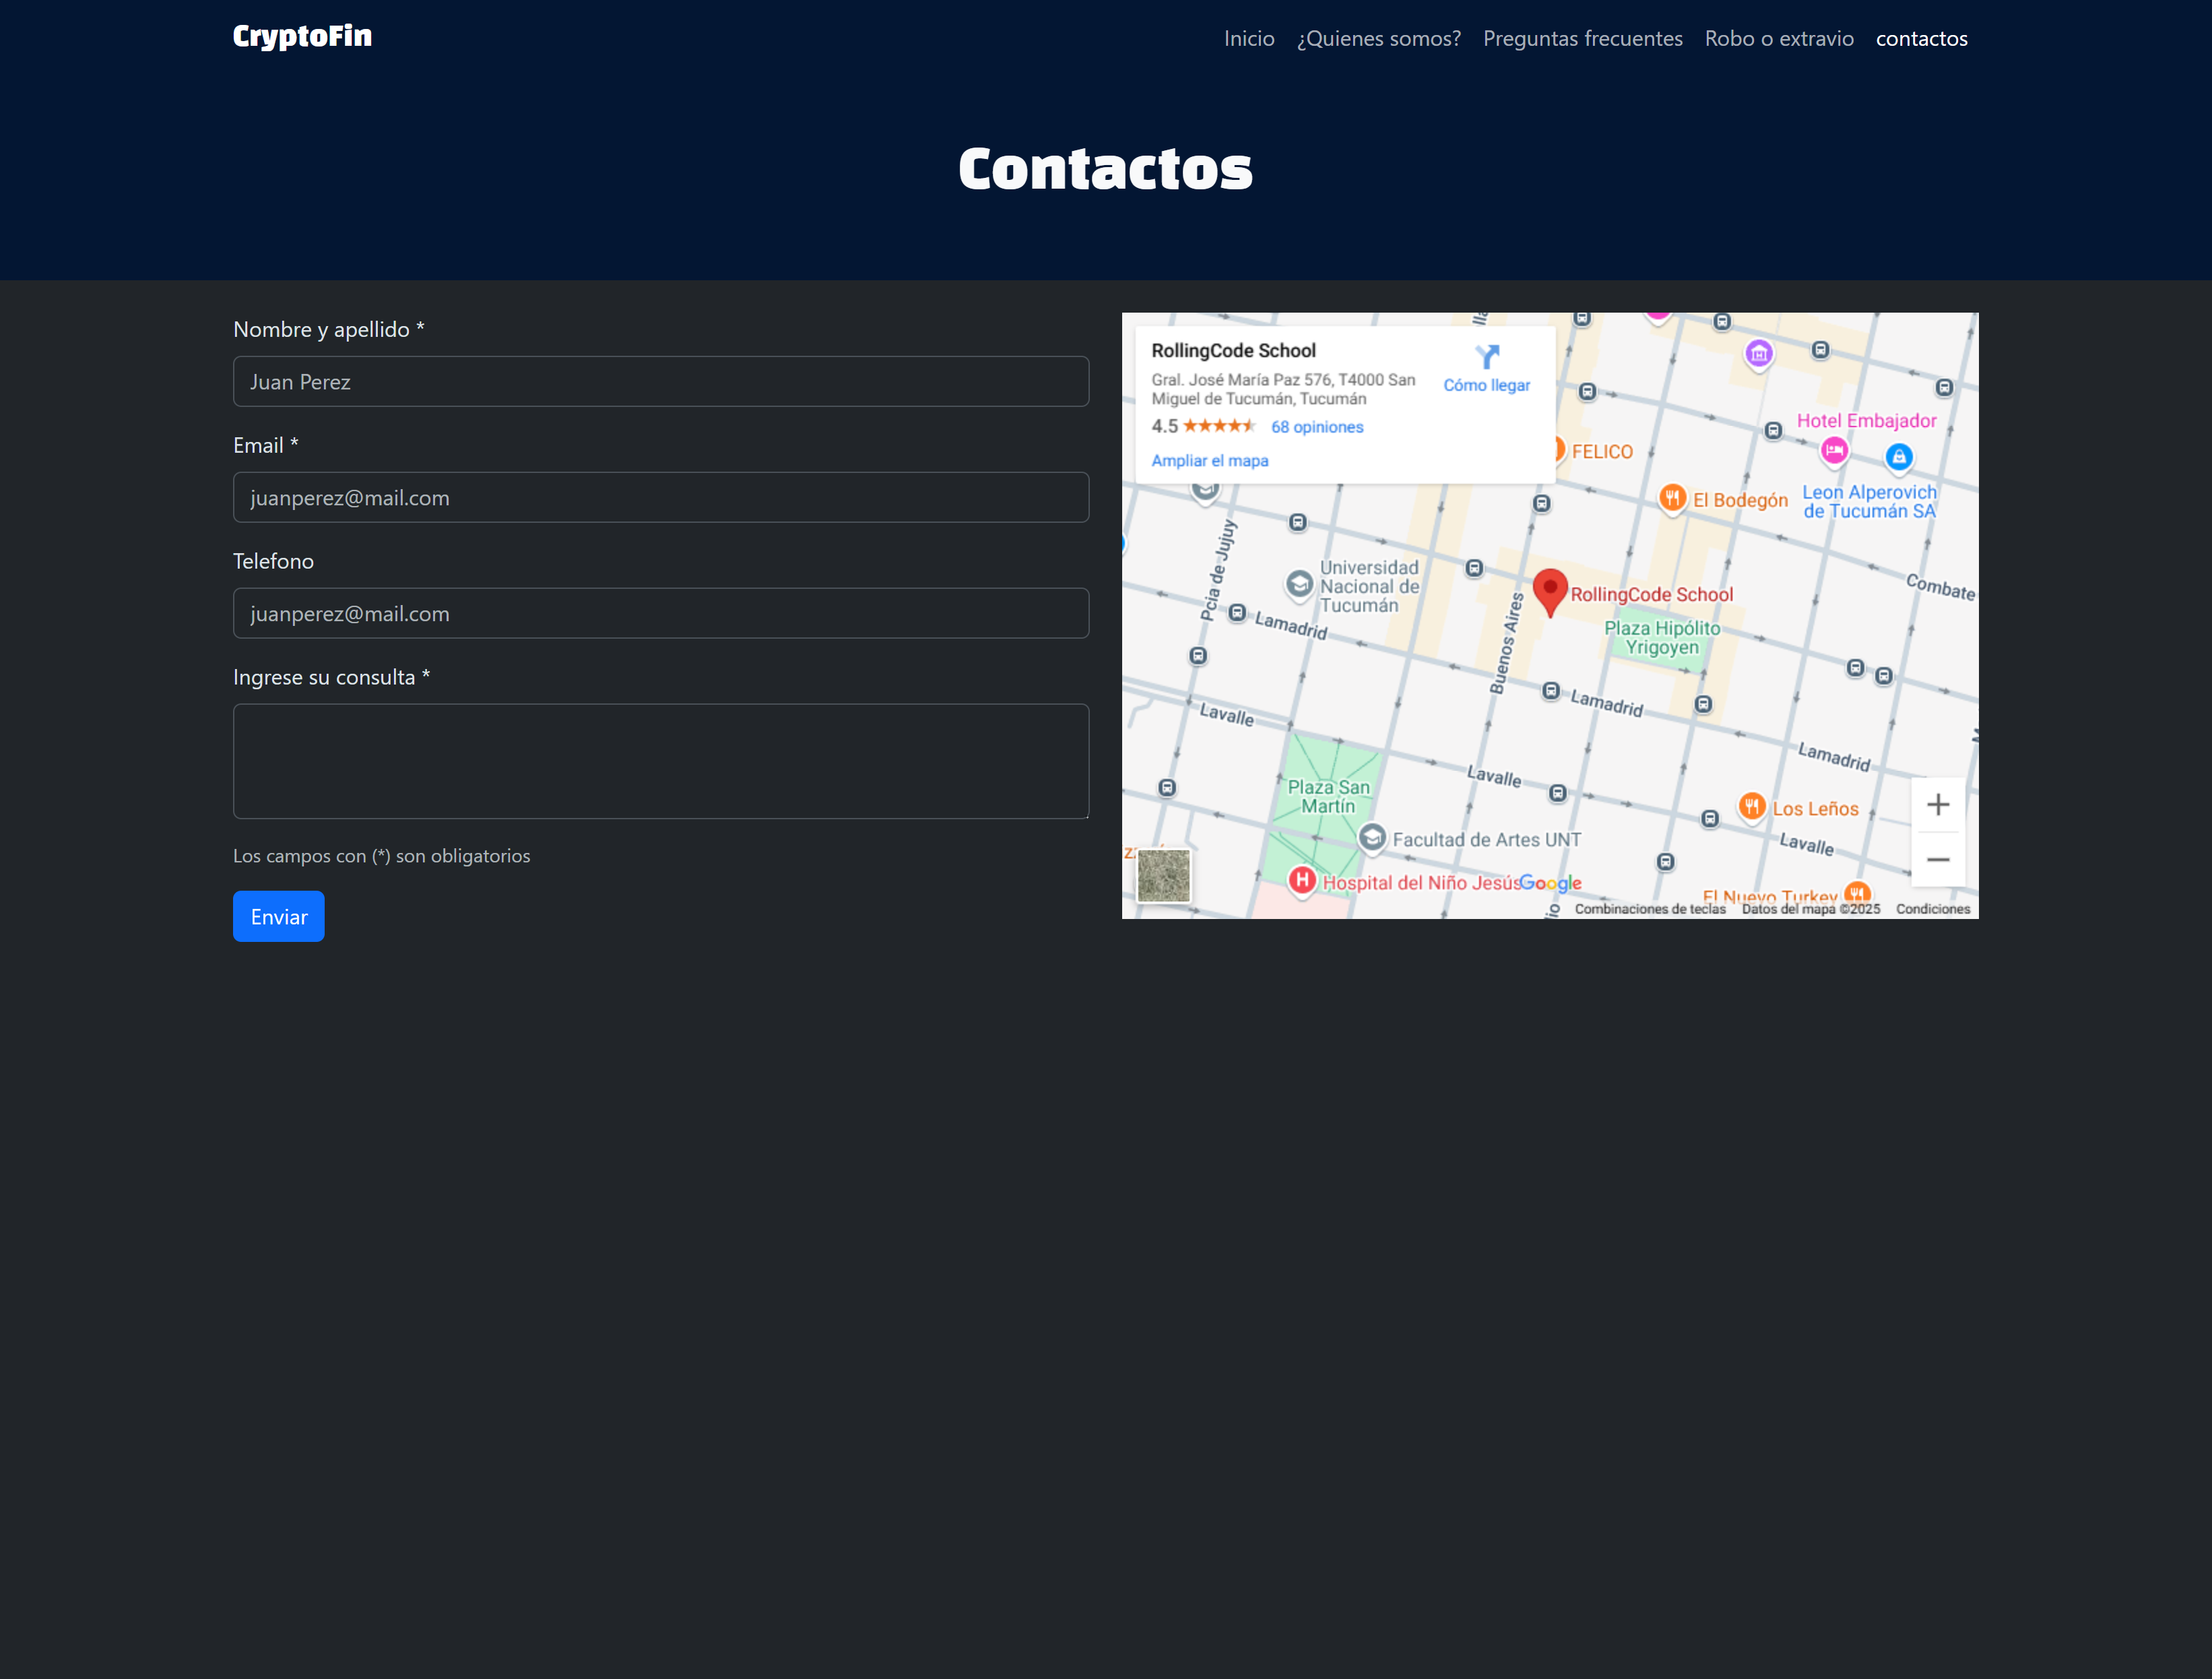 CryptoFin
Inicio
¿Quienes somos?
Preguntas frecuentes
Robo o extravio
contactos
Contactos
Nombre y apellido *
Juan Perez
Email *
juanperez@mail.com
Telefono
juanperez@mail.com
Ingrese su consulta *
Los campos con (*) son obligatorios
Enviar
RollingCode School
Gral. José María Paz 576, T4000 San
Miguel de Tucumán, Tucumán
4.5
68 opiniones
Ampliar el mapa
Cómo llegar
Hotel Embajador
FELICO
El Bodegón
Leon Alperovich
de Tucumán SA
Pcia de Jujuy
Universidad
Nacional de
Tucumán
Combate
RollingCode School
Lamadrid
Buenos Aires
Plaza Hipólito
Yrigoyen
Lavalle
Lamadrid
Lamadrid
Lavalle
Plaza San
Martín
Los Leños
Lavalle
Facultad de Artes UNT
H
Hospital del Niño Jesús
Google
El Nuevo Turkey
Combinaciones de teclas
Datos del mapa ©2025
Condiciones